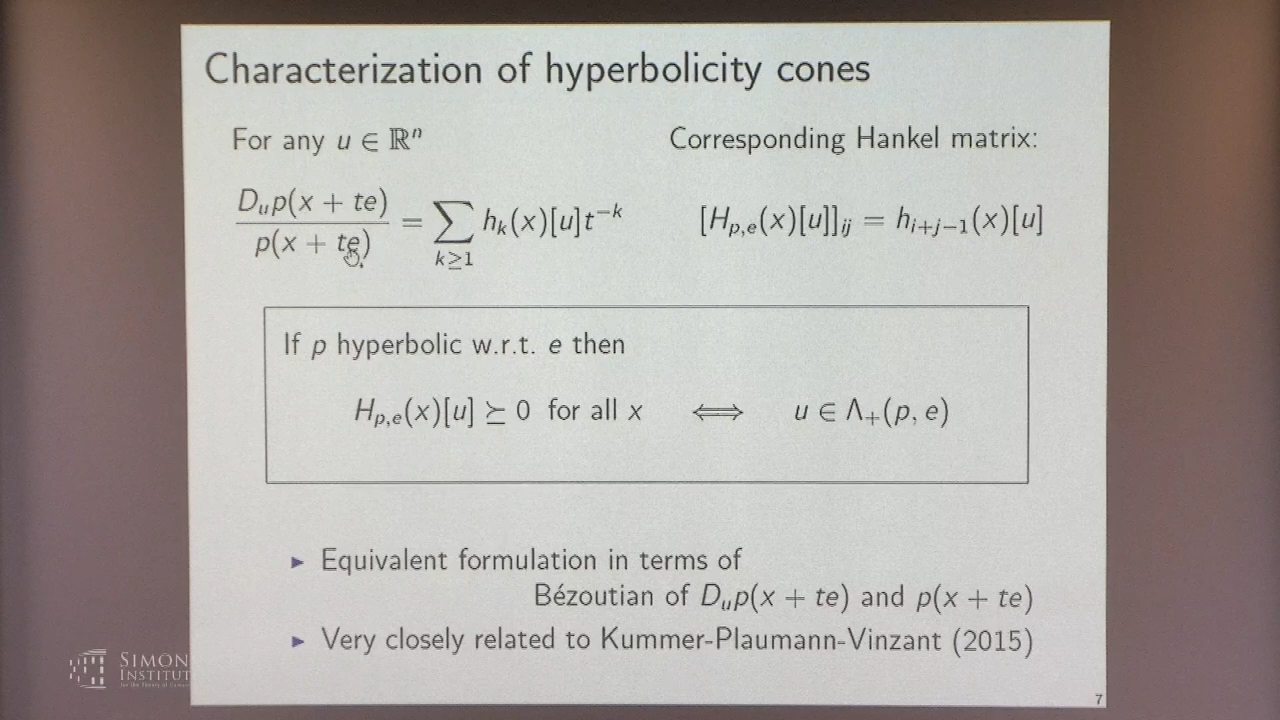 Characterization of hyperbolicity cones
For any u ∈ ℝⁿ
Corresponding Hankel matrix:
D_u p(x + te) / p(x + te) = ∑_{k≥1} h_k(x)[u]t^{−k}
[H_{p,e}(x)[u]]_{ij} = h_{i+j−1}(x)[u]
If p hyperbolic w.r.t. e then
H_{p,e}(x)[u] ⪰ 0 for all x ⟺ u ∈ Λ₊(p, e)
► Equivalent formulation in terms of
Bézoutian of D_u p(x + te) and p(x + te)
► Very closely related to Kummer-Plaumann-Vinzant (2015)
SIMON
INSTITUT
7